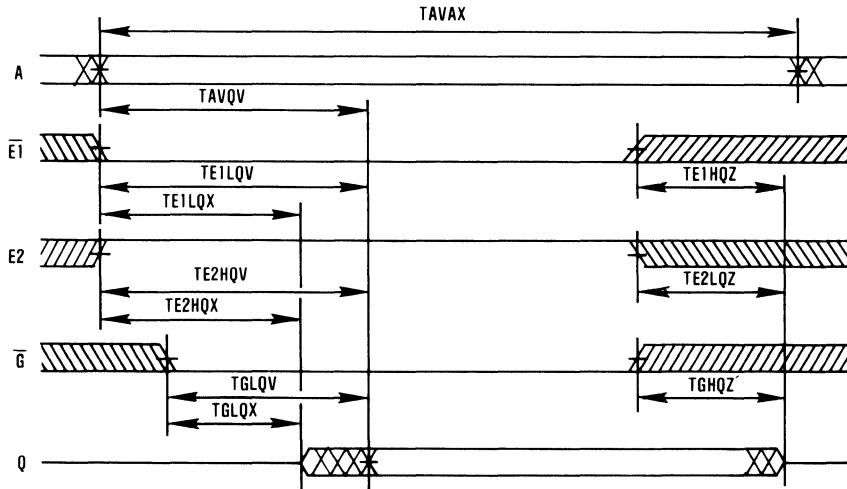 TAVAX
A
TAVQV
E1
TE1LQV
TE1HQZ
TE1LQX
E2
TE2HQV
TE2LQZ
TE2HQX
G
TGLQV
TGHQZ
TGLQX
Q